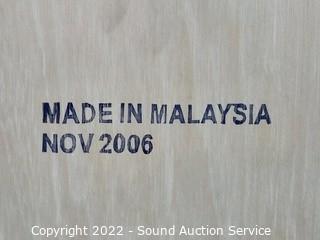 MADE IN MALAYSIA
NOV 2006
Copyright 2022 - Sound Auction Service